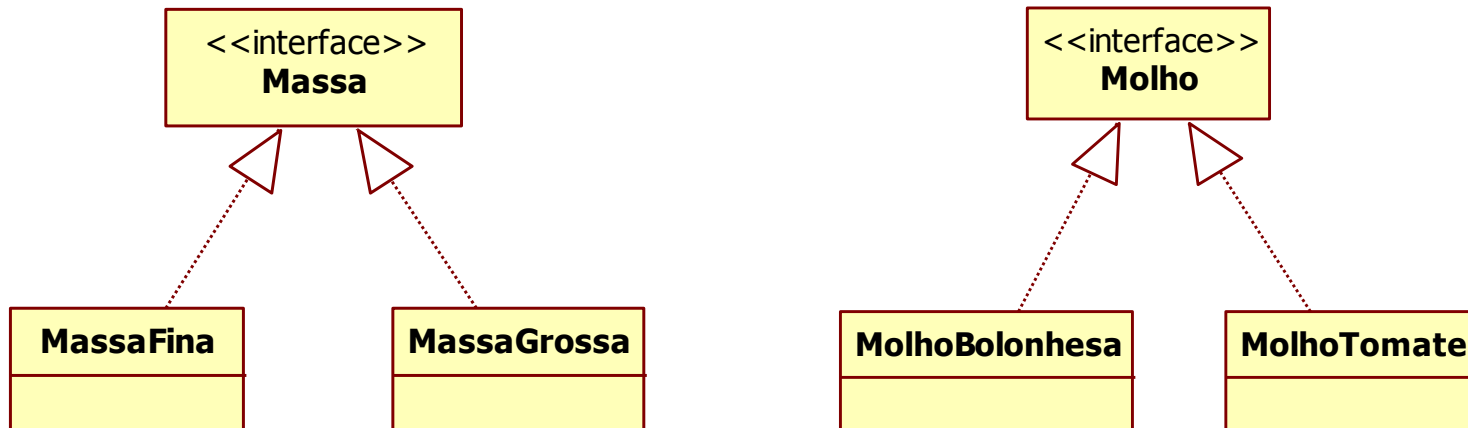 <<interface>>
Massa
<<interface>>
Molho
MassaFina
MassaGrossa
MolhoBolonhesa
MolhoTomate